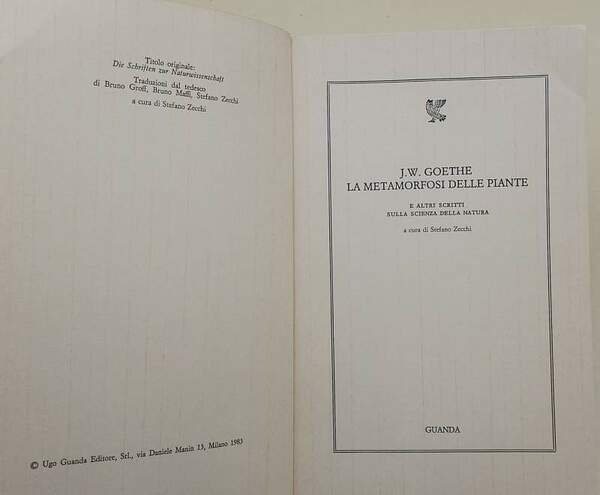 Titolo originale:
Die Schriften zur Naturwissenschaft
Traduzioni dal tedesco
di Bruno Groff, Bruno Maffi, Stefano Zecchi
a cura di Stefano Zecchi
© Ugo Guanda Editore, Srl., via Daniele Manin 13, Milano 1983
J.W. GOETHE
LA METAMORFOSI DELLE PIANTE
E ALTRI SCRITTI
SULLA SCIENZA DELLA NATURA
a cura di Stefano Zecchi
GUANDA